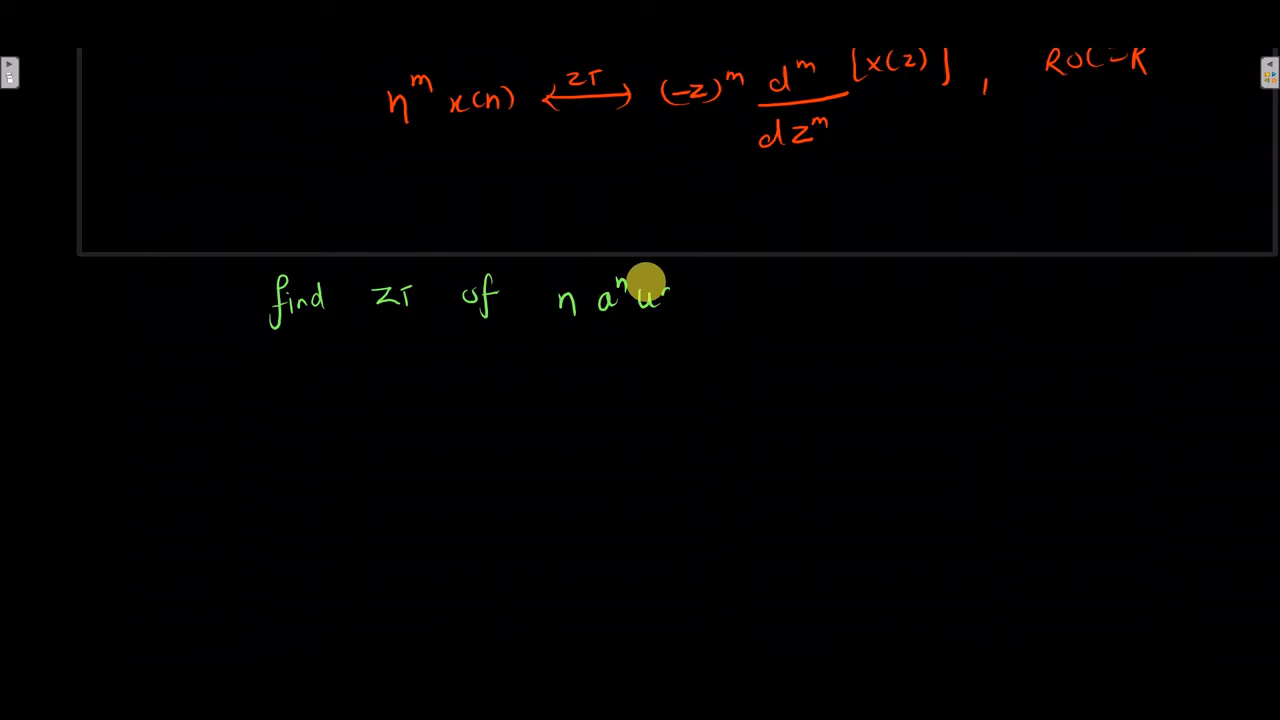 n^m x(n) ⟷^{ZT} (-z)^m d^m/dz^m [x(z)], ROC=R
find ZT of n a^n u